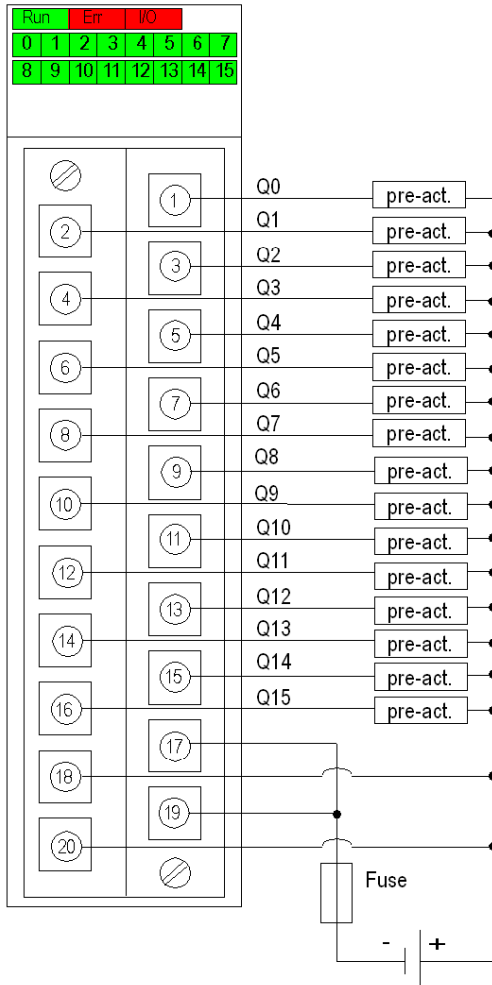 Run Err I/O
0 1 2 3 4 5 6 7
8 9 10 11 12 13 14 15
1 Q0 pre-act.
2 Q1 pre-act.
3 Q2 pre-act.
4 Q3 pre-act.
5 Q4 pre-act.
6 Q5 pre-act.
7 Q6 pre-act.
8 Q7 pre-act.
9 Q8 pre-act.
10 Q9 pre-act.
11 Q10 pre-act.
12 Q11 pre-act.
13 Q12 pre-act.
14 Q13 pre-act.
15 Q14 pre-act.
16 Q15 pre-act.
17
18
19
20
Fuse
- +